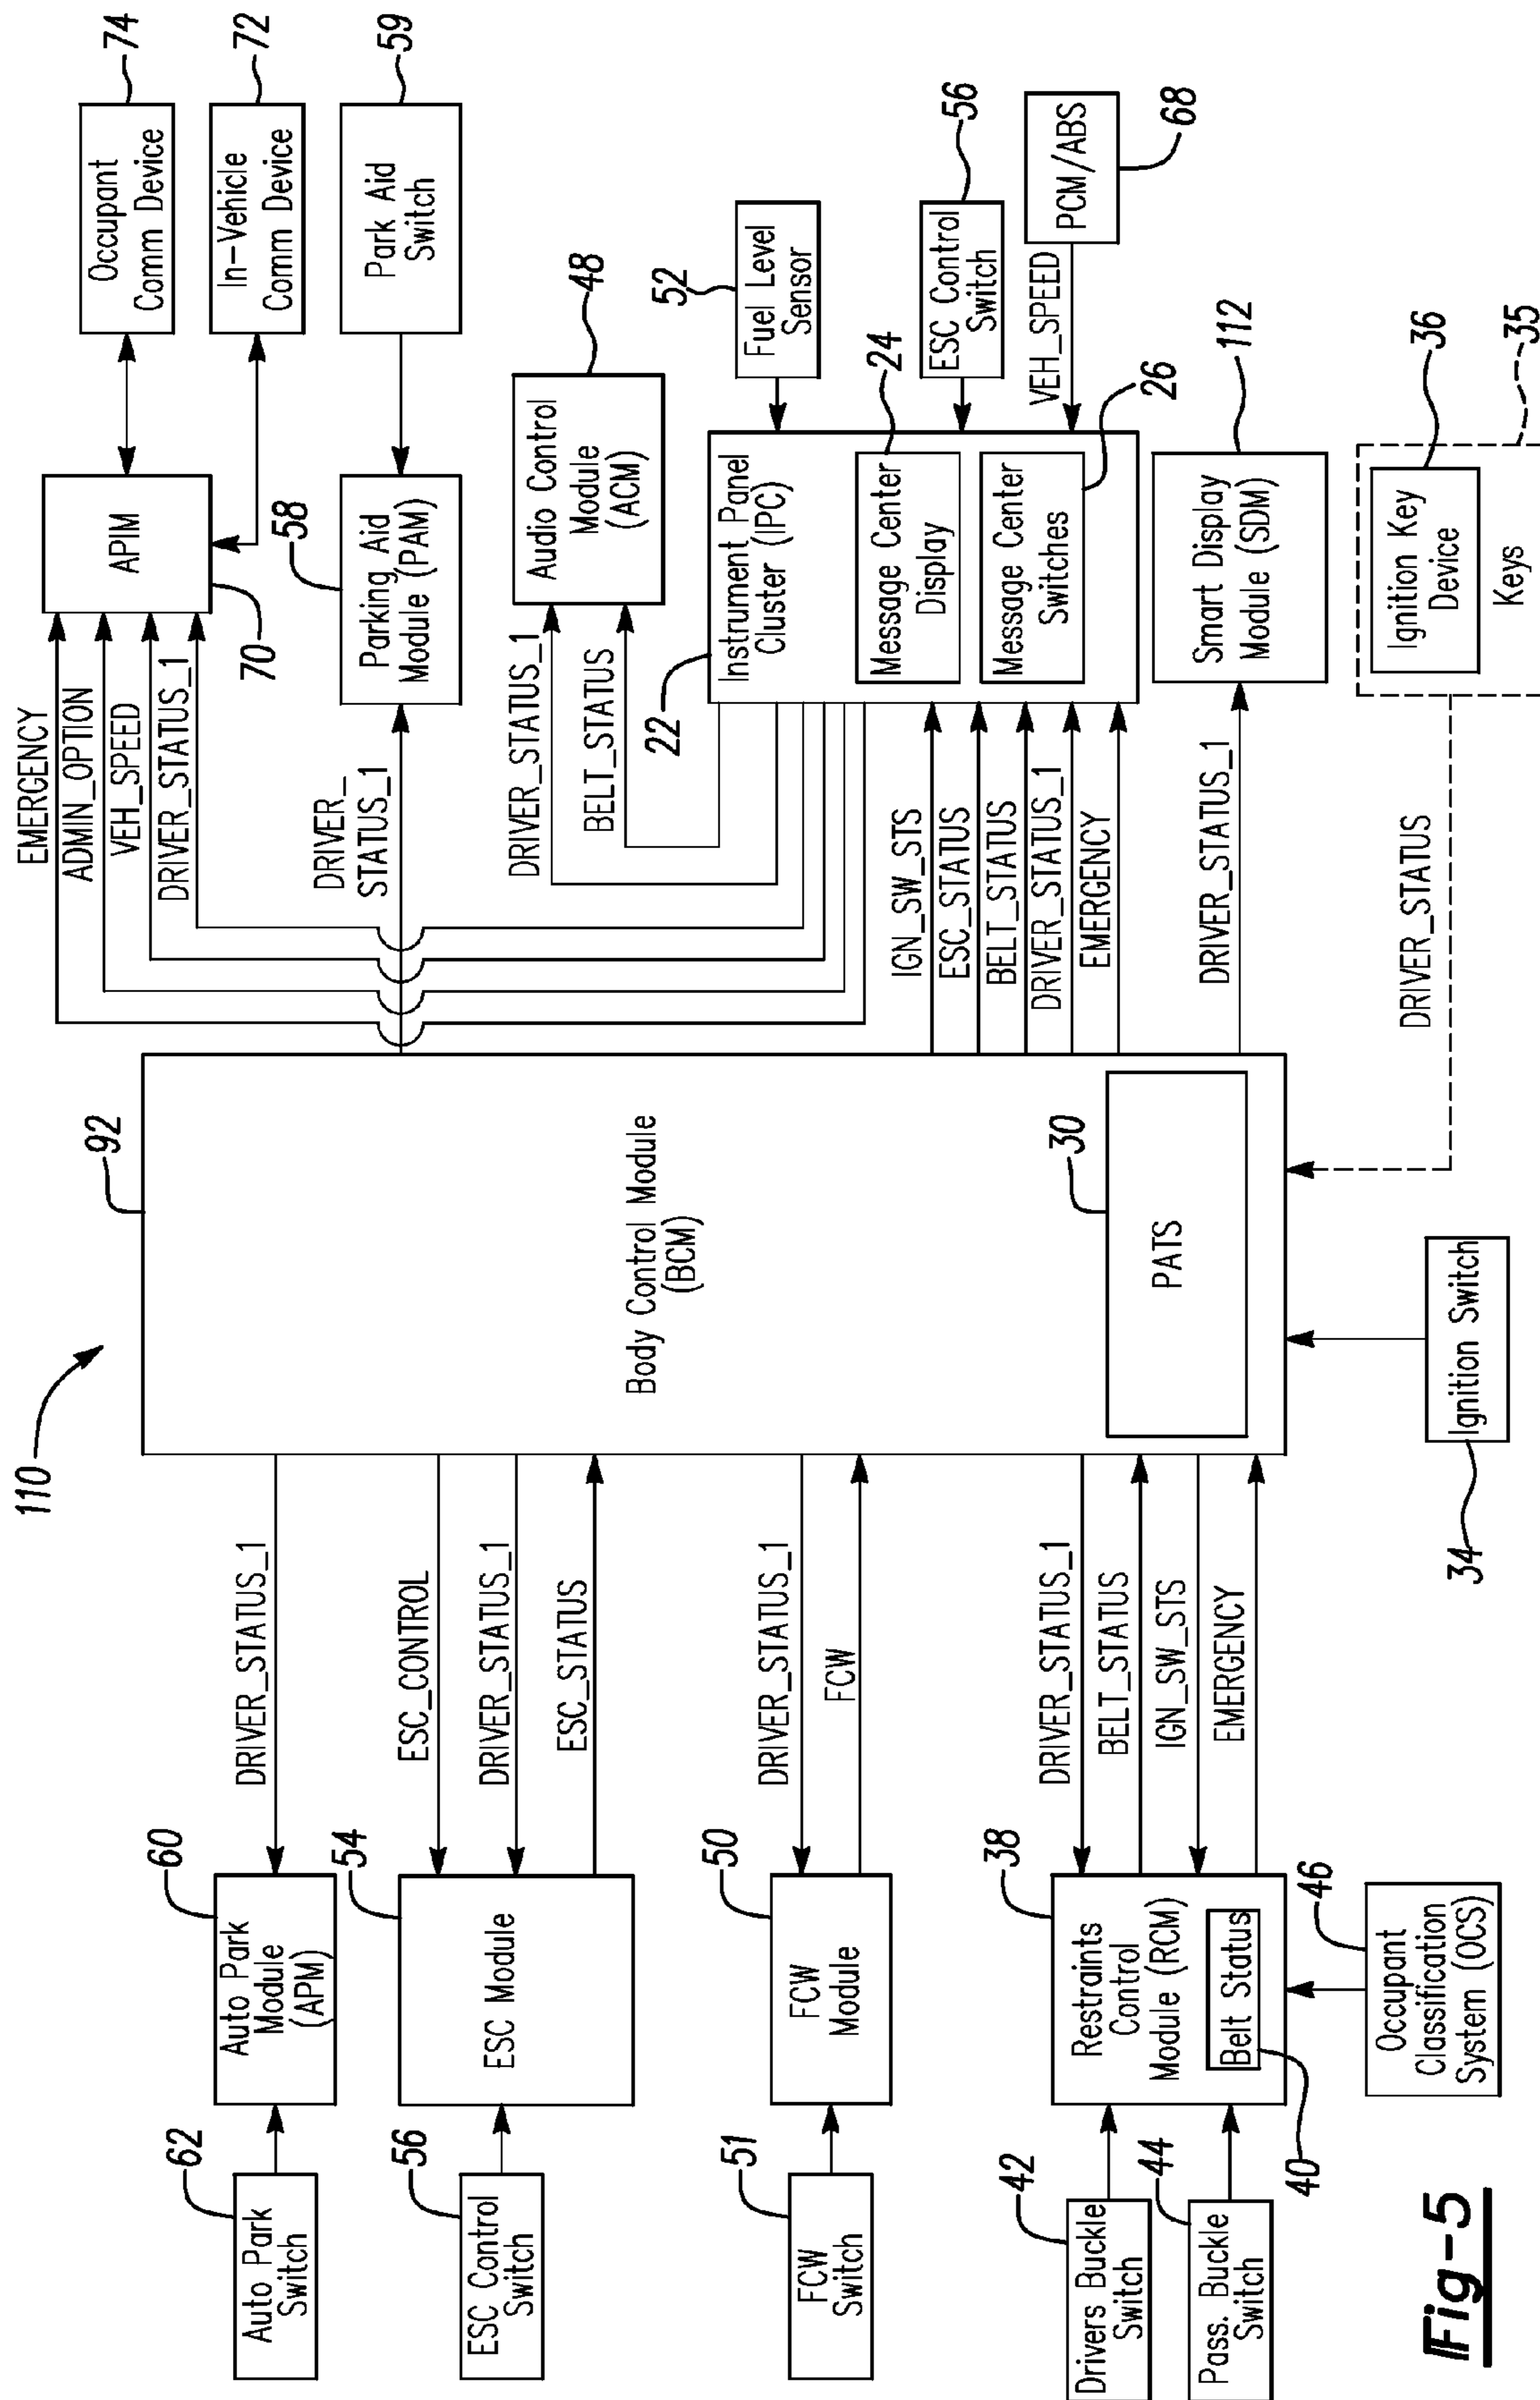 110
92
Body Control Module
(BCM)
30
PATS
62
Auto Park
Switch
60
Auto Park
Module
(APM)
DRIVER_STATUS_1
56
ESC Control
Switch
54
ESC Module
ESC_CONTROL
DRIVER_STATUS_1
ESC_STATUS
51
FCW
Switch
50
FCW
Module
DRIVER_STATUS_1
FCW
42
Drivers Buckle
Switch
44
Pass. Buckle
Switch
38
Restraints
Control
Module (RCM)
Belt Status
40
46
Occupant
Classification
System (OCS)
DRIVER_STATUS_1
BELT_STATUS
IGN_SW_STS
EMERGENCY
34
Ignition Switch
EMERGENCY
ADMIN_OPTION
VEH_SPEED
DRIVER_STATUS_1
APIM
70
Occupant
Comm Device
74
In-Vehicle
Comm Device
72
DRIVER_
STATUS_1
58
Parking Aid
Module (PAM)
Park Aid
Switch
59
DRIVER_STATUS_1
BELT_STATUS
Audio Control
Module
(ACM)
48
22
Instrument Panel
Cluster (IPC)
Message Center
Display
24
Message Center
Switches
26
52
Fuel Level
Sensor
ESC Control
Switch
56
VEH_SPEED
PCM/ABS
68
IGN_SW_STS
ESC_STATUS
BELT_STATUS
DRIVER_STATUS_1
EMERGENCY
DRIVER_STATUS_1
Smart Display
Module (SDM)
112
DRIVER_STATUS
Ignition Key
Device
36
Keys
35
Fig-5